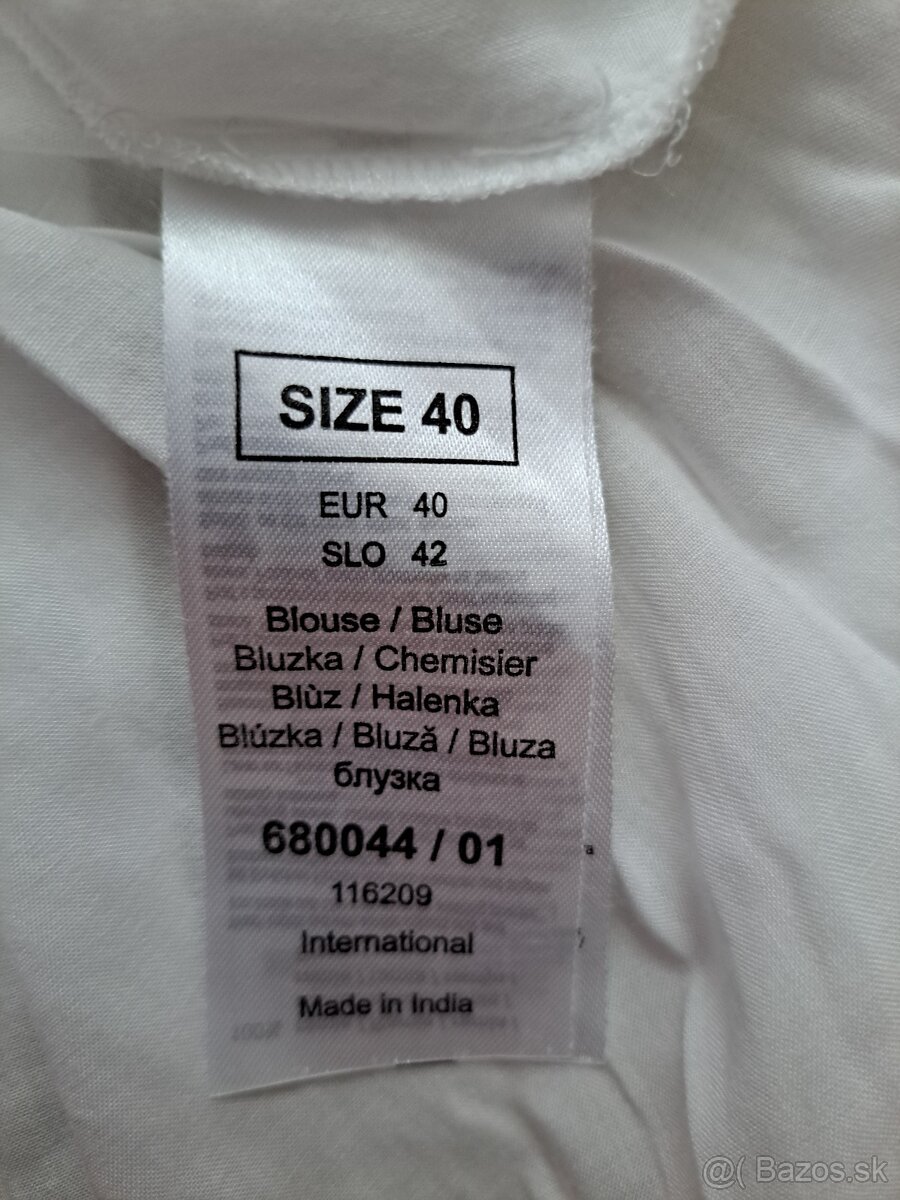 SIZE 40
EUR 40
SLO 42
Blouse / Bluse
Bluzka / Chemisier
Blùz / Halenka
Blúzka / Bluză / Bluza
блузка
680044 / 01
116209
International
Made in India
@( Bazos.sk